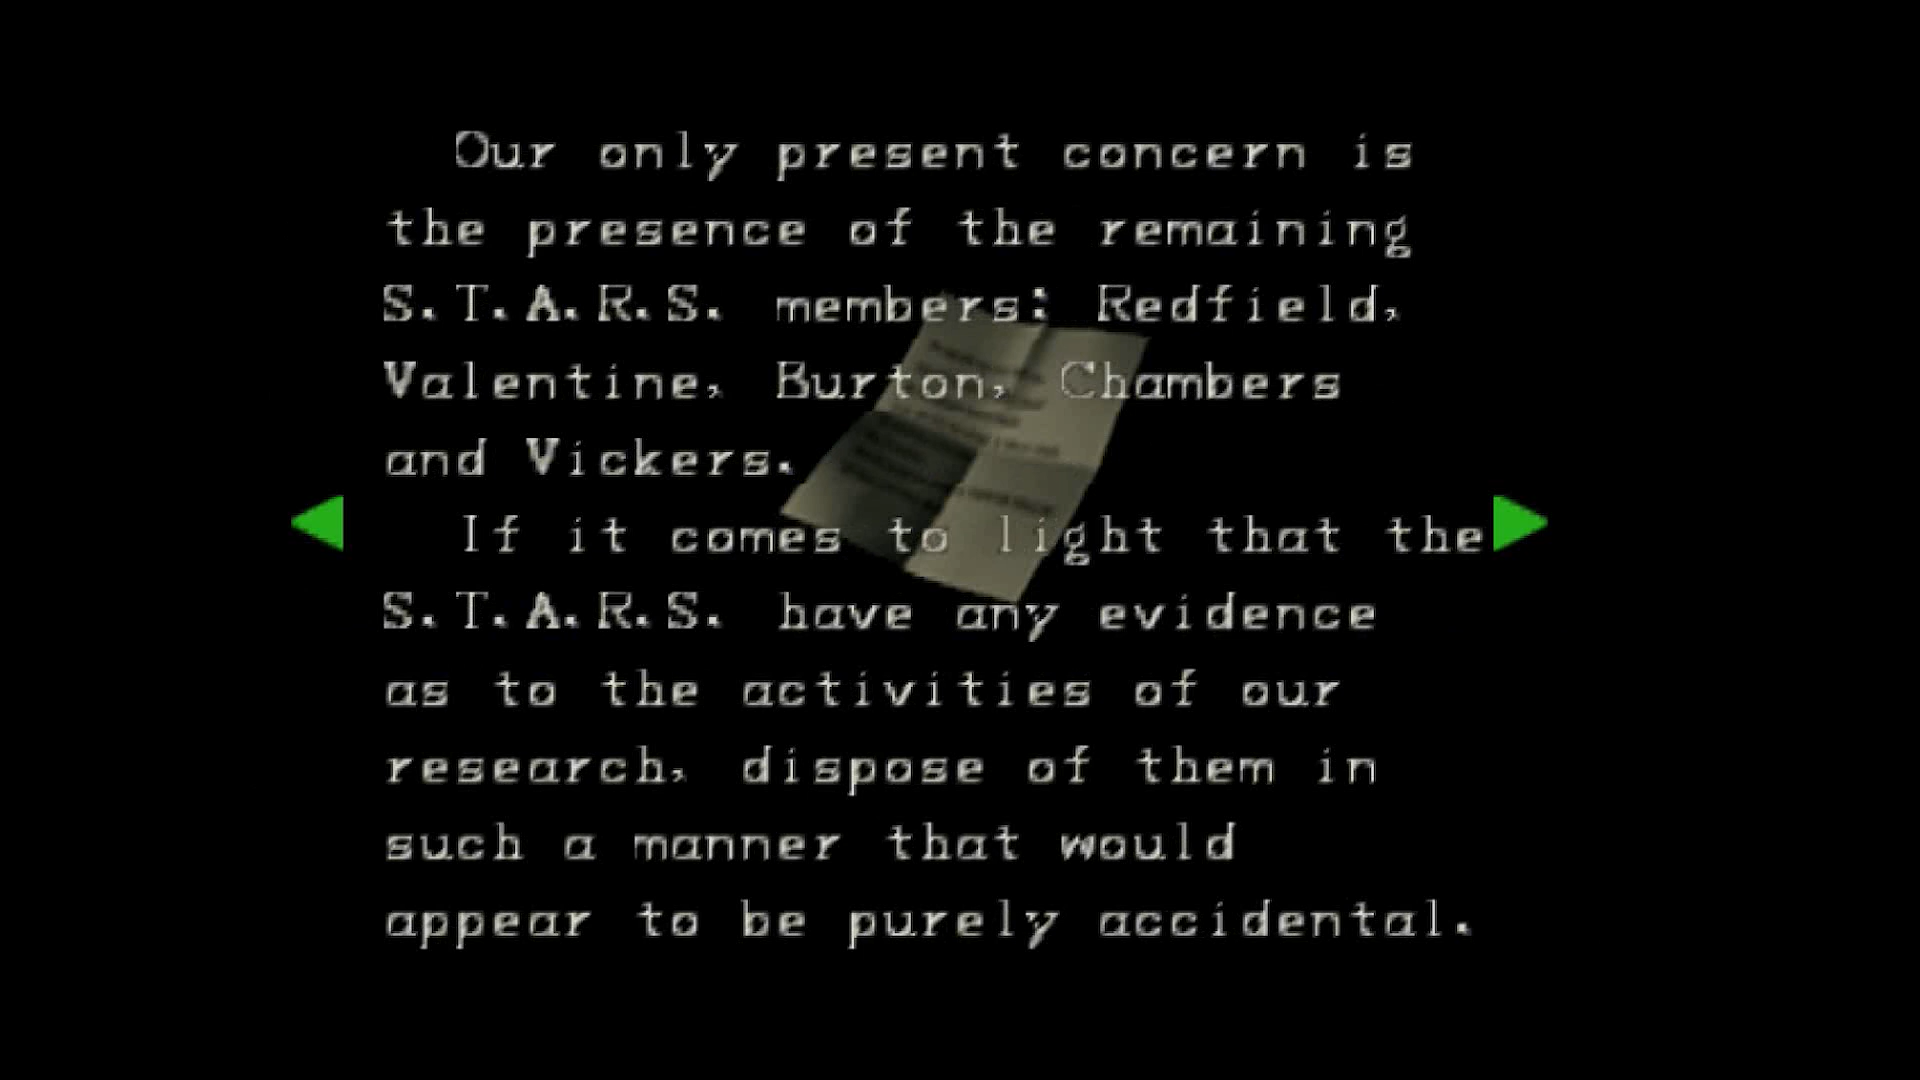 Our only present concern is
the presence of the remaining
S.T.A.R.S. members: Redfield,
Valentine, Burton, Chambers
and Vickers.
If it comes to light that the
S.T.A.R.S. have any evidence
as to the activities of our
research, dispose of them in
such a manner that would
appear to be purely accidental.